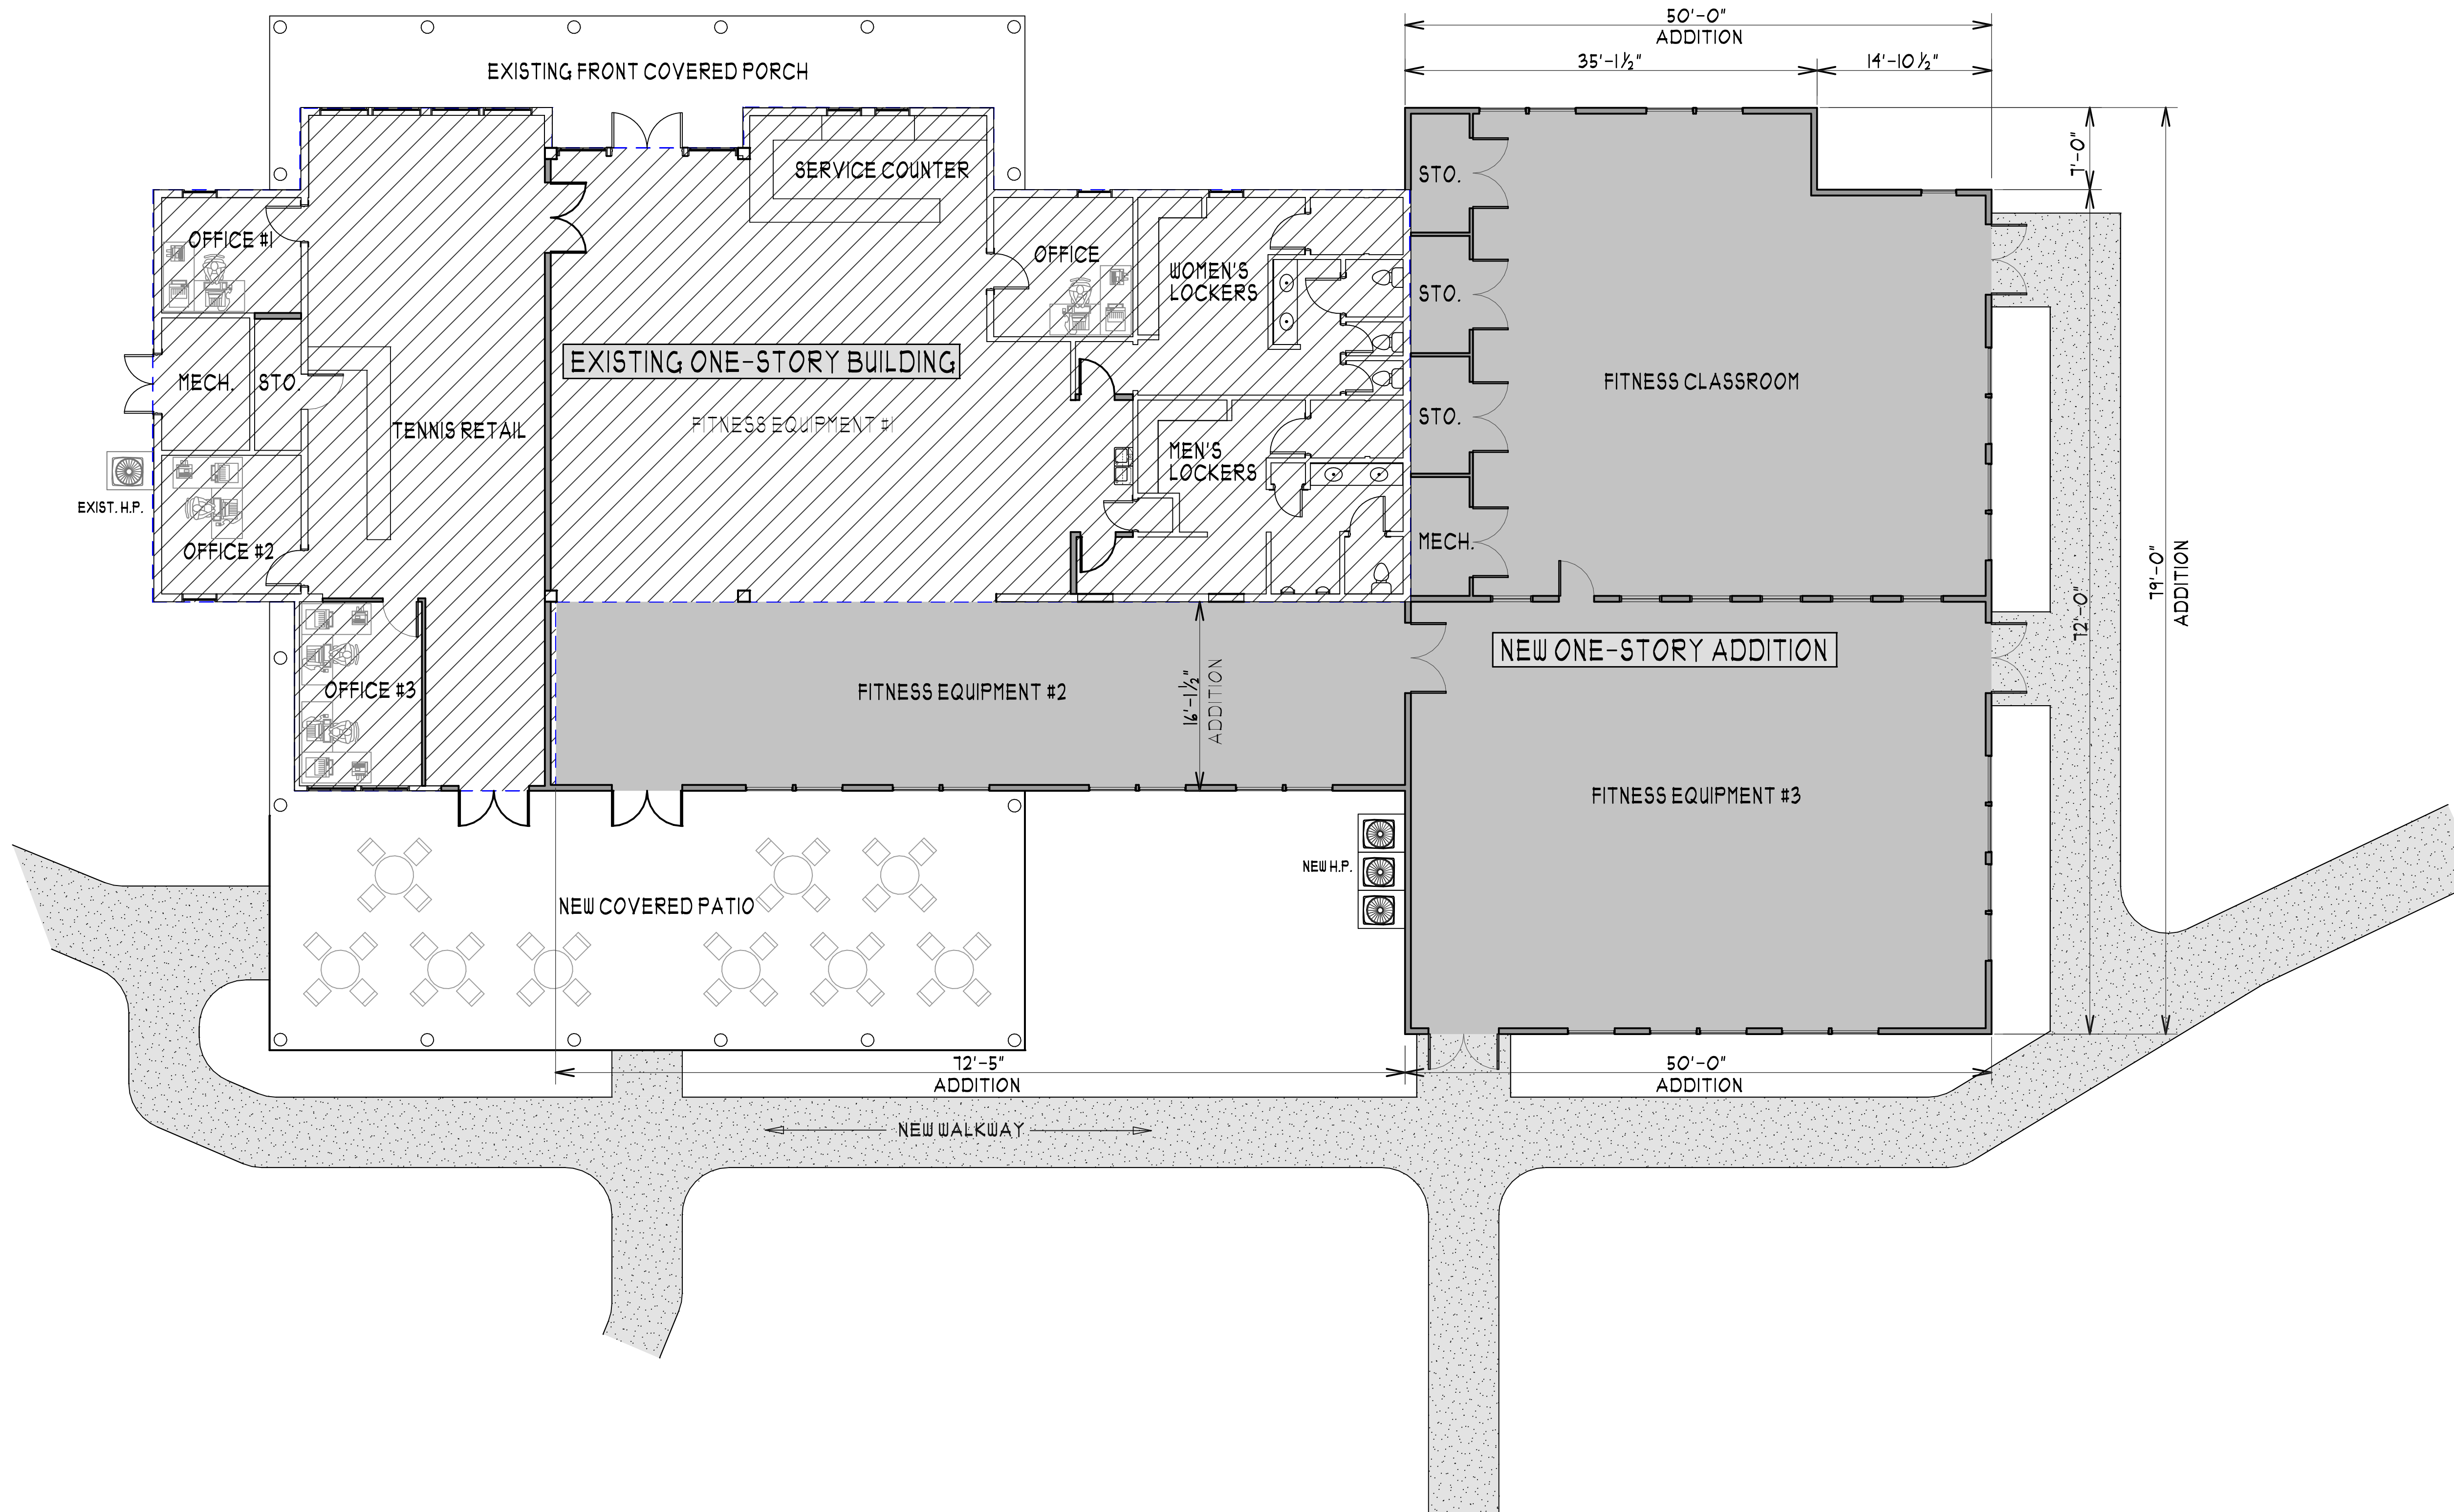 50'-0"
ADDITION
35'-1½"
14'-10½"
EXISTING FRONT COVERED PORCH
7'-0"
SERVICE COUNTER
STO.
OFFICE #1
OFFICE
WOMEN'S
LOCKERS
STO.
EXISTING ONE-STORY BUILDING
MECH.
STO.
FITNESS CLASSROOM
TENNIS RETAIL
FITNESS EQUIPMENT #1
STO.
MEN'S
LOCKERS
EXIST. H.P.
OFFICE #2
MECH.
79'-0"
ADDITION
72'-0"
NEW ONE-STORY ADDITION
OFFICE #3
FITNESS EQUIPMENT #2
16'-1½"
ADDITION
FITNESS EQUIPMENT #3
NEW H.P.
NEW COVERED PATIO
72'-5"
ADDITION
50'-0"
ADDITION
NEW WALKWAY